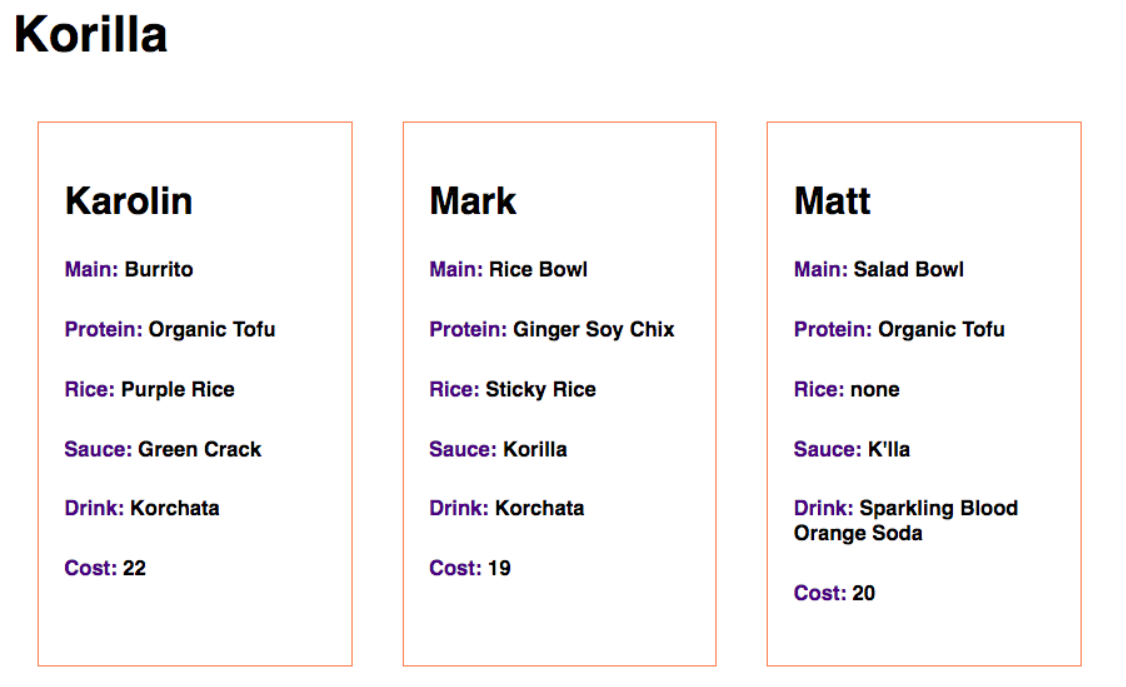 Korilla
Karolin
Main: Burrito
Protein: Organic Tofu
Rice: Purple Rice
Sauce: Green Crack
Drink: Korchata
Cost: 22
Mark
Main: Rice Bowl
Protein: Ginger Soy Chix
Rice: Sticky Rice
Sauce: Korilla
Drink: Korchata
Cost: 19
Matt
Main: Salad Bowl
Protein: Organic Tofu
Rice: none
Sauce: K'lla
Drink: Sparkling Blood
Orange Soda
Cost: 20